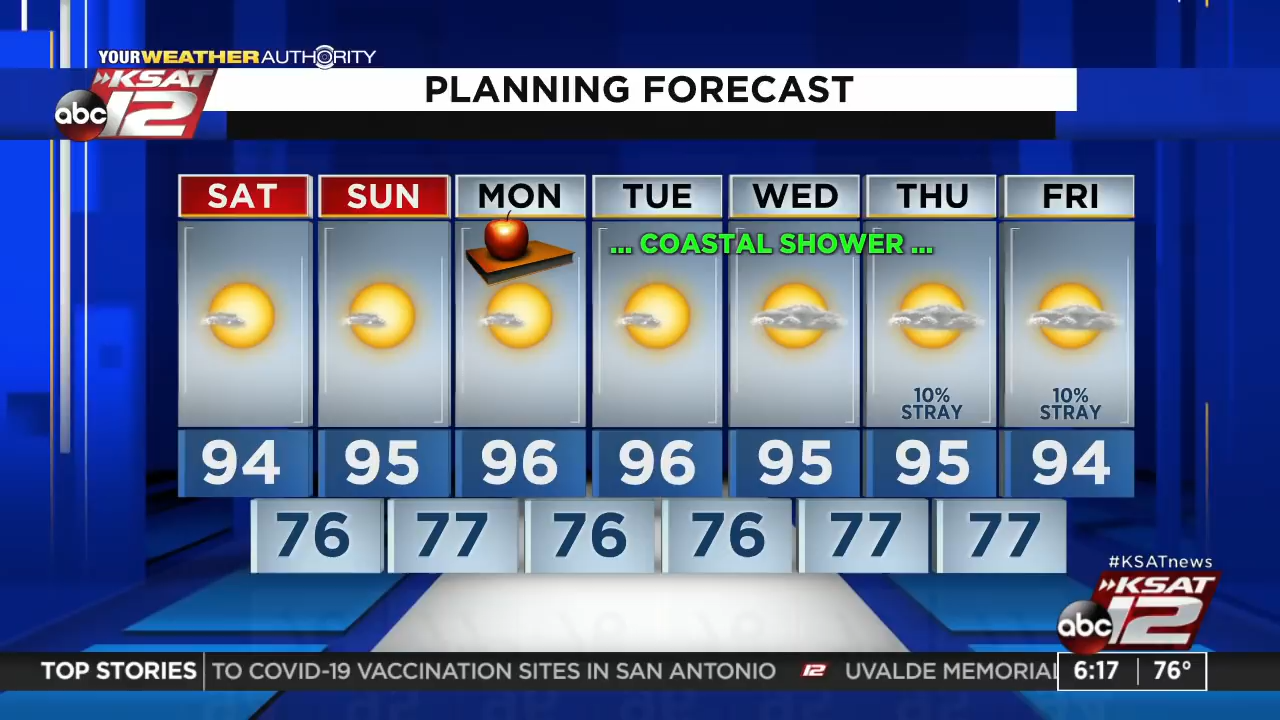 YOURWEATHERAUTHORITY
KSAT
abc 12
PLANNING FORECAST
SAT SUN MON TUE WED THU FRI
... COASTAL SHOWER ...
10% STRAY
10% STRAY
94 95 96 96 95 95 94
76 77 76 76 77 77
#KSATnews
KSAT
abc 12
TOP STORIES TO COVID-19 VACCINATION SITES IN SAN ANTONIO 12 UVALDE MEMORIAL 6:17 76°